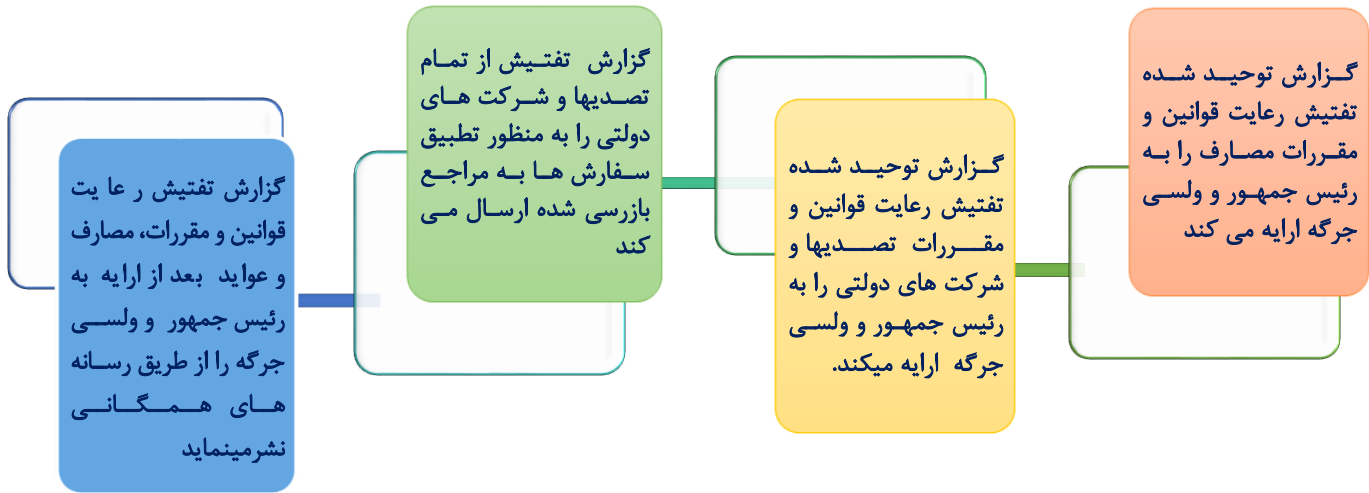 گزارش توحید شده
تفتیش رعایت قوانین و
مقررات مصارف را به
رئیس جمهور و ولسی
جرگه ارایه می کند
گزارش توحید شده
تفتیش رعایت قوانین و
مقررات تصدیها و
شرکت های دولتی را به
رئیس جمهور و ولسی
جرگه ارایه میکند.
گزارش تفتیش از تمام
تصدیها و شرکت های
دولتی را به منظور تطبیق
سفارش ها به مراجع
بازرسی شده ارسال می
کند
گزارش تفتیش ر عا یت
قوانین و مقررات، مصارف
و عواید بعد از ارایه به
رئیس جمهور و ولسی
جرگه را از طریق رسانه
های همگانی
نشرمینماید